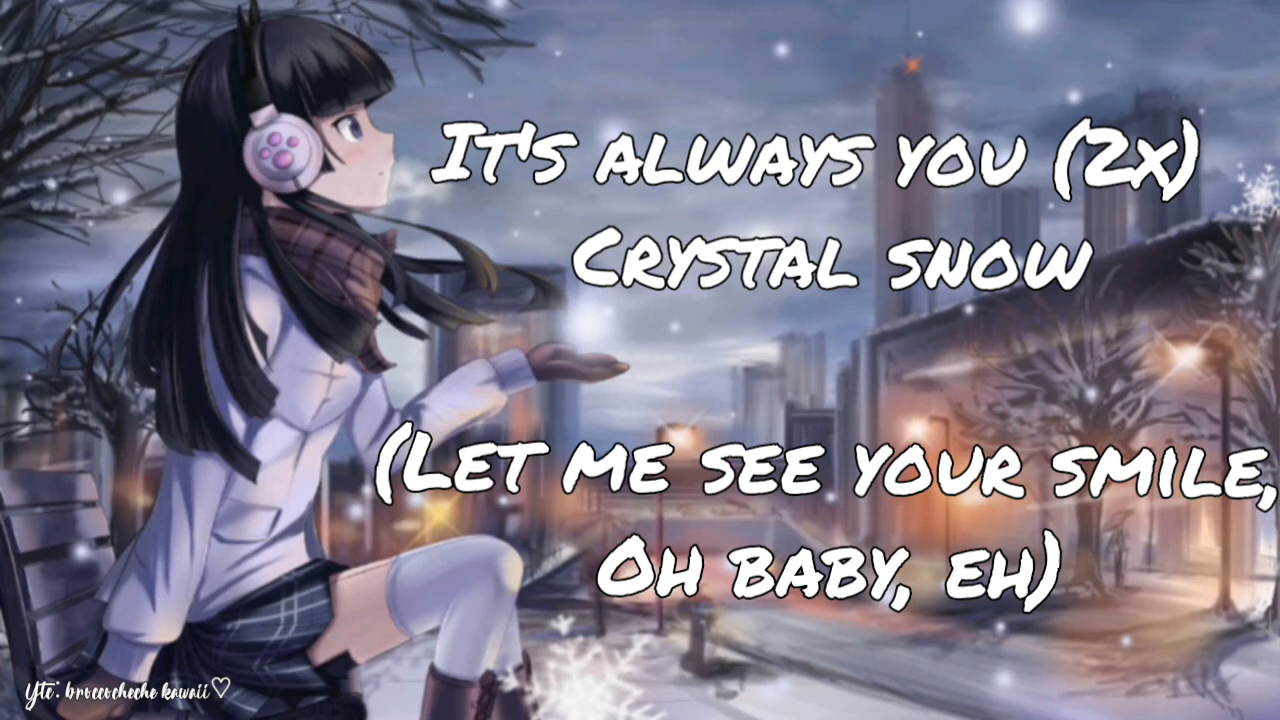 It's always you (2x)
Crystal snow
(Let me see your smile,
Oh baby, eh)
Ytc: kawaii♡